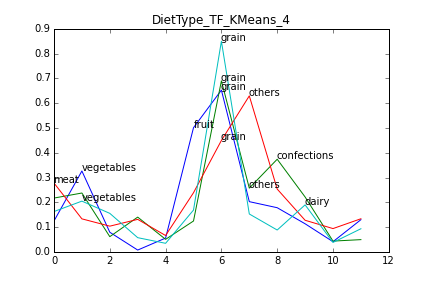 DietType_TF_KMeans_4
0.9
grain
0.8
0.7
grain
grain
others
0.6
0.5
fruit
grain
0.4
confections
vegetables
0.3
meat
others
0.2
vegetables
dairy
0.1
0.0
0 2 4 6 8 10 12